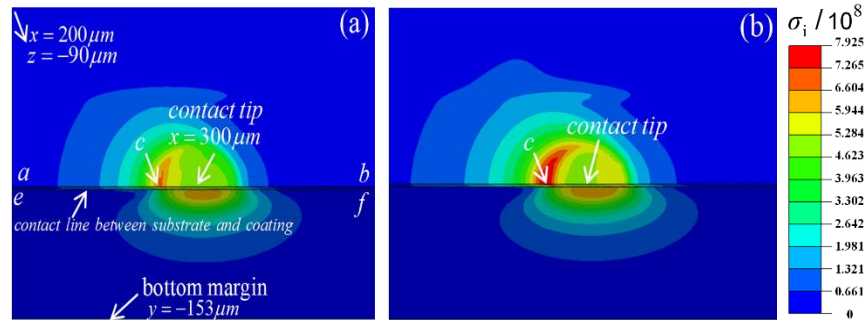 (a)
x = 200μm
z = −90μm
contact tip
x = 300μm
c
a
b
e
f
contact line between substrate and coating
bottom margin
y = −153μm
(b)
contact tip
c
σi / 10^8
7.925
7.265
6.604
5.944
5.284
4.623
3.963
3.302
2.642
1.981
1.321
0.661
0